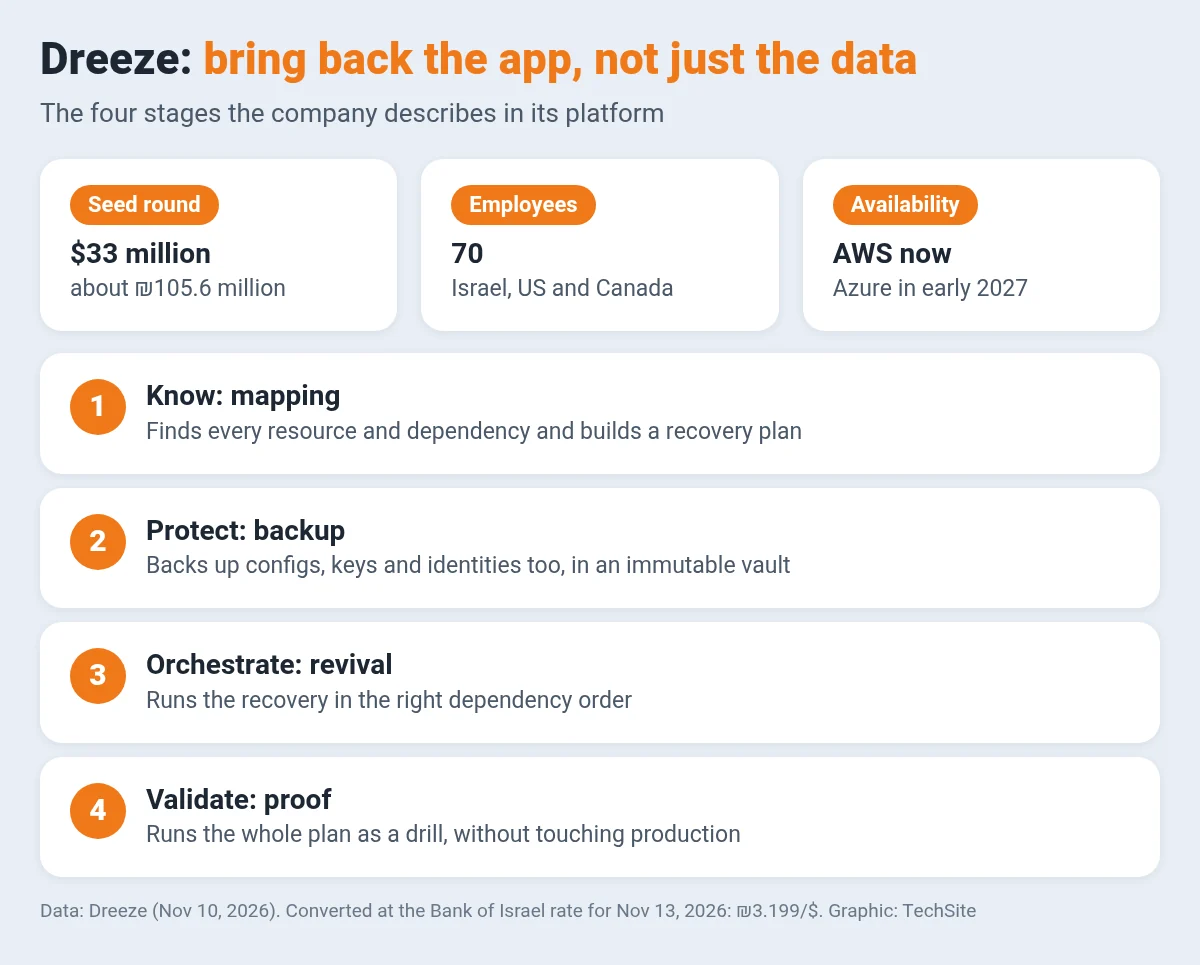 Dreeze: bring back the app, not just the data
The four stages the company describes in its platform
Seed round
$33 million
about ₪105.6 million
Employees
70
Israel, US and Canada
Availability
AWS now
Azure in early 2027
1
Know: mapping
Finds every resource and dependency and builds a recovery plan
2
Protect: backup
Backs up configs, keys and identities too, in an immutable vault
3
Orchestrate: revival
Runs the recovery in the right dependency order
4
Validate: proof
Runs the whole plan as a drill, without touching production
Data: Dreeze (Nov 10, 2026). Converted at the Bank of Israel rate for Nov 13, 2026: ₪3.199/$. Graphic: TechSite